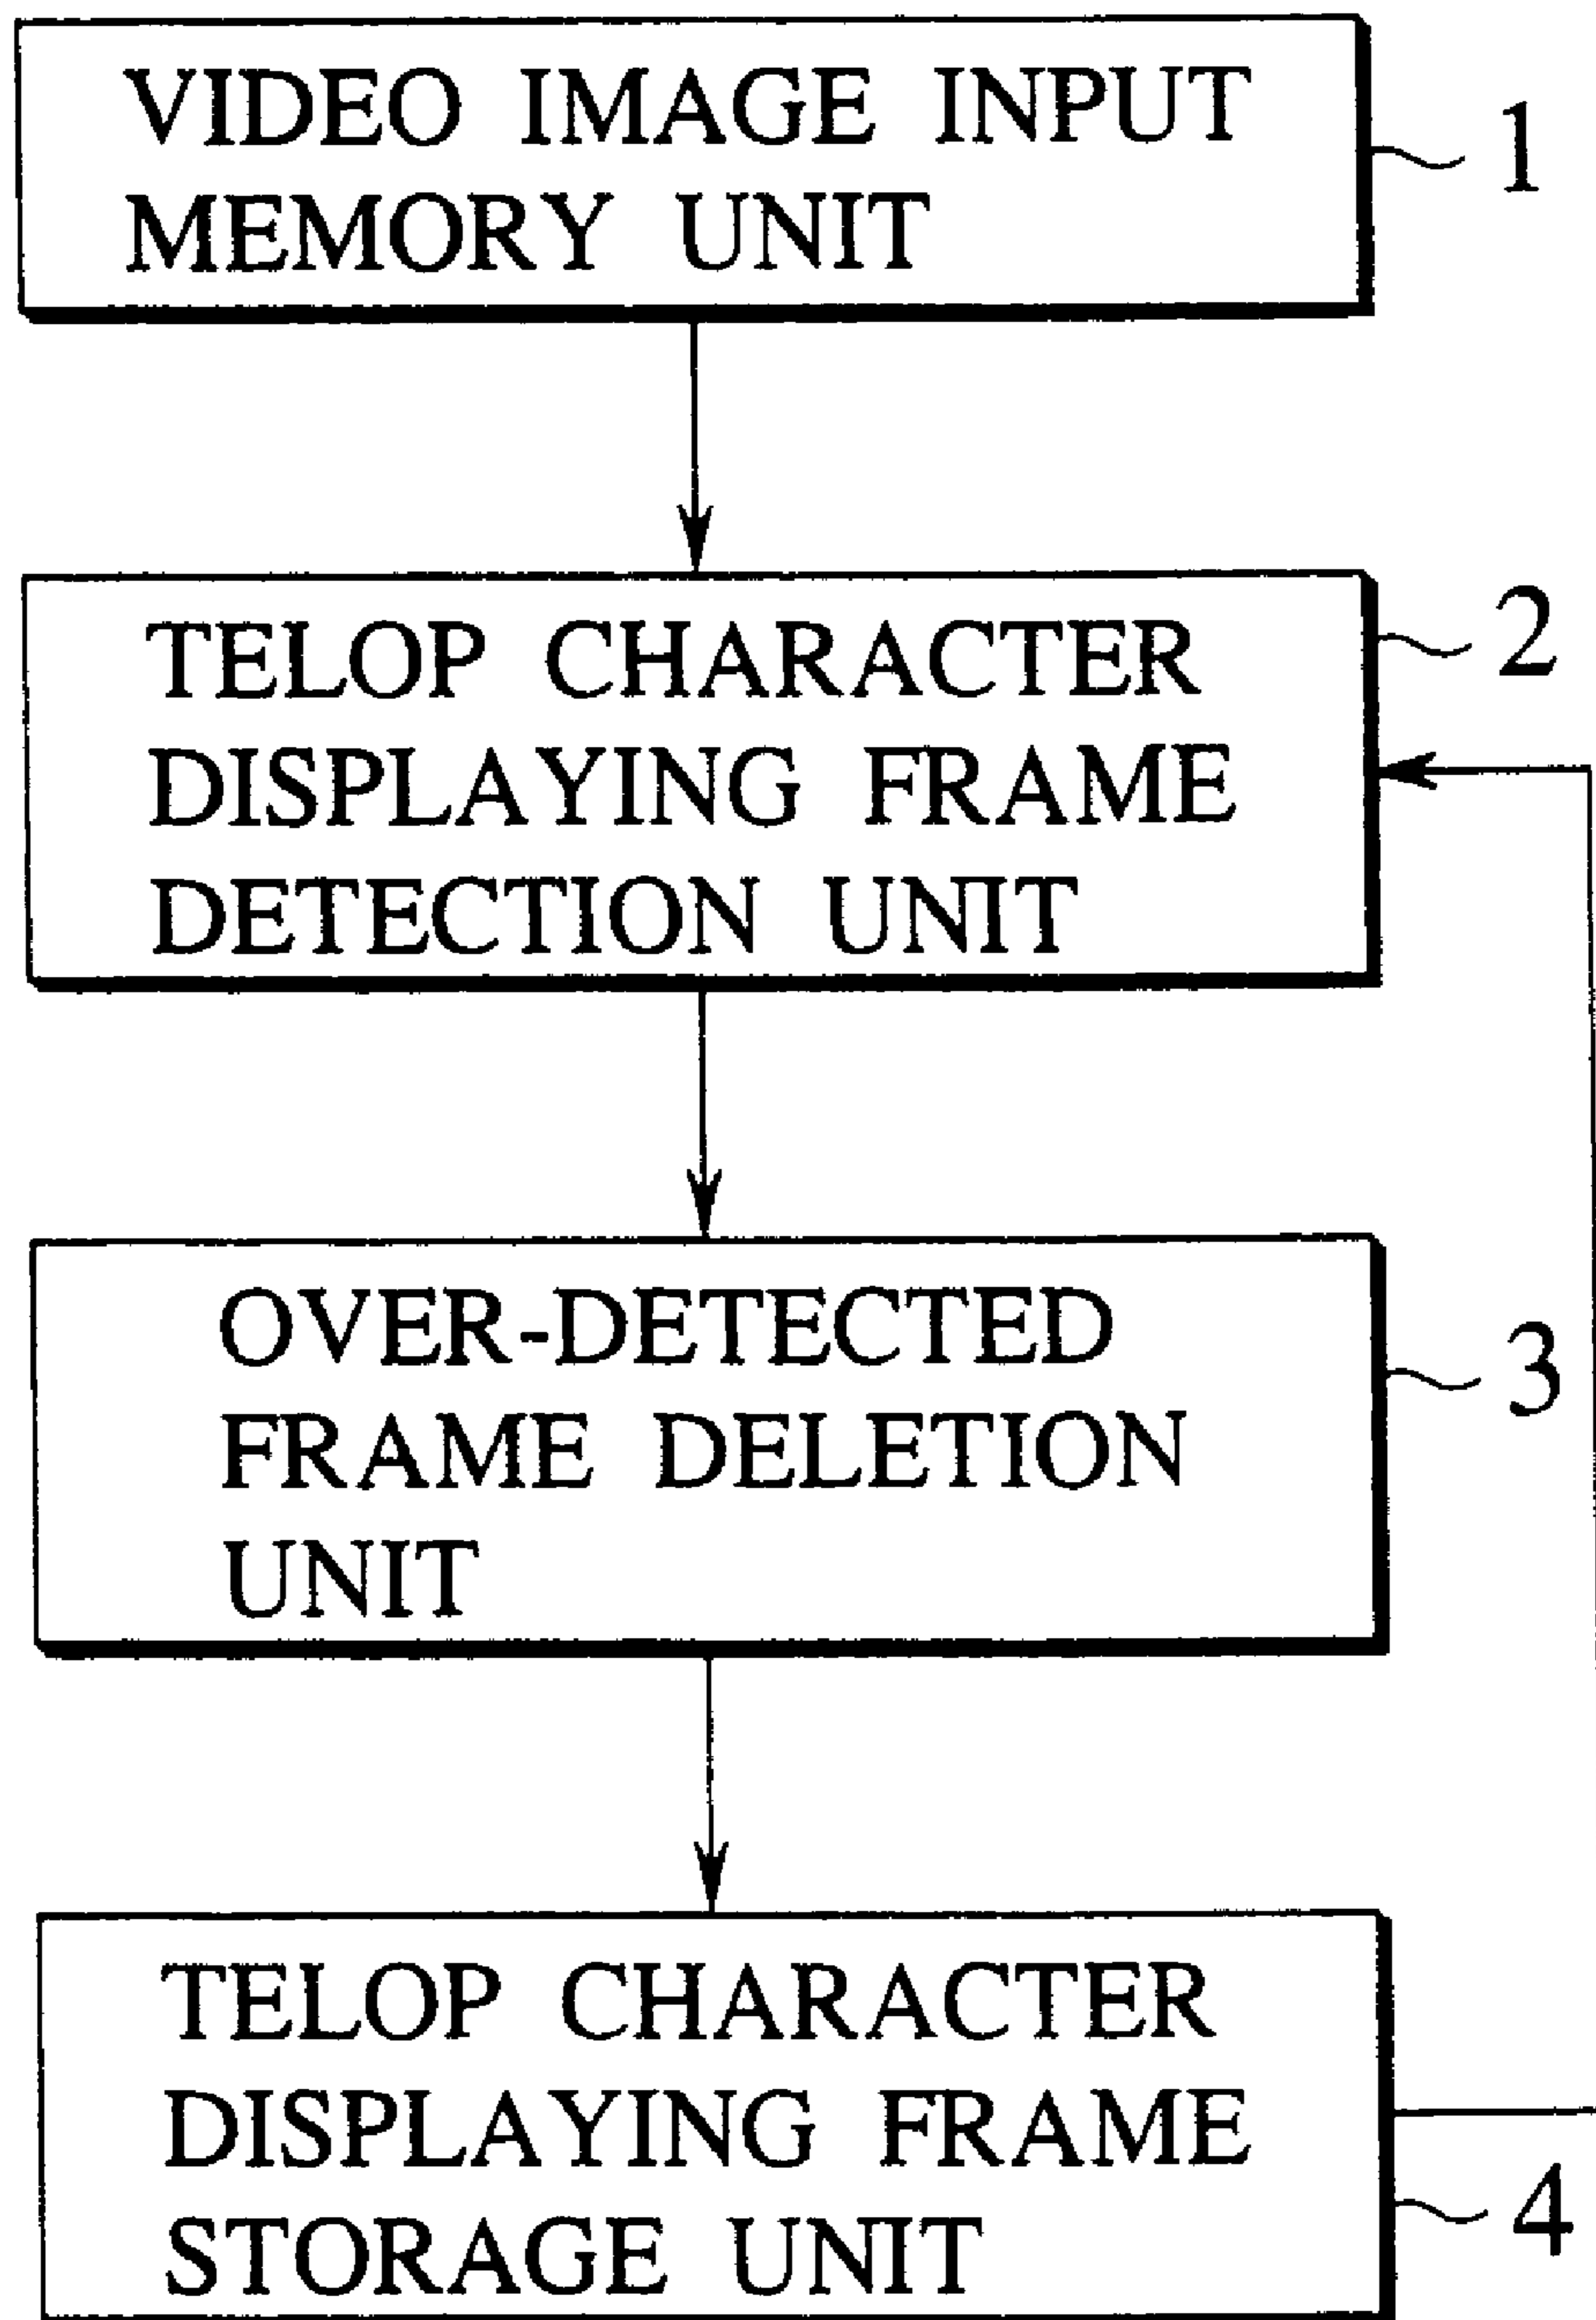 VIDEO IMAGE INPUT
MEMORY UNIT
1
TELOP CHARACTER
DISPLAYING FRAME
DETECTION UNIT
2
OVER-DETECTED
FRAME DELETION
UNIT
3
TELOP CHARACTER
DISPLAYING FRAME
STORAGE UNIT
4